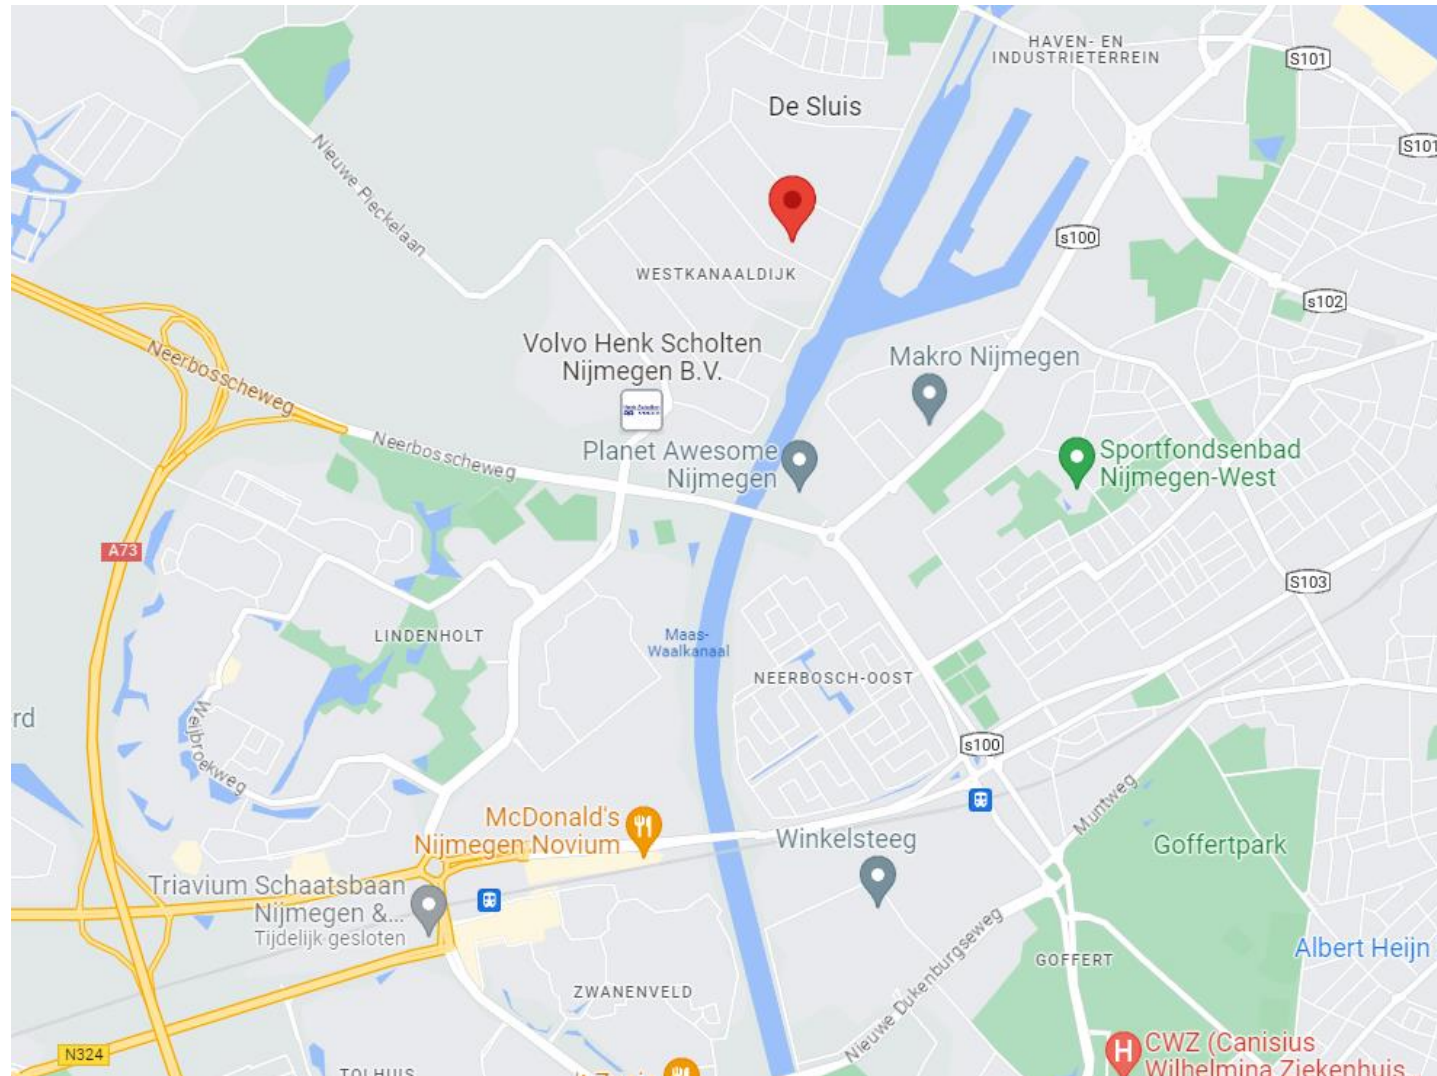 HAVEN- EN
INDUSTRIETERREIN
S101
De Sluis
S101
Nieuwe Pieckelaan
s100
WESTKANAALDIJK
s102
Volvo Henk Scholten
Nijmegen B.V.
Makro Nijmegen
Neerbosscheweg
Neerbosscheweg
Planet Awesome
Nijmegen
Sportfondsenbad
Nijmegen-West
A73
S103
LINDENHOLT
Maas-
Waalkanaal
NEERBOSCH-OOST
rd
Weijbroekweg
s100
Muntweg
McDonald's
Nijmegen Novium
Winkelsteeg
Goffertpark
Triavium Schaatsbaan
Nijmegen &...
Tijdelijk gesloten
Nieuwe Dukenburgseweg
Albert Heijn
GOFFERT
ZWANENVELD
N324
H
CWZ (Canisius
Wilhelmina Ziekenhuis
TOLHUIS